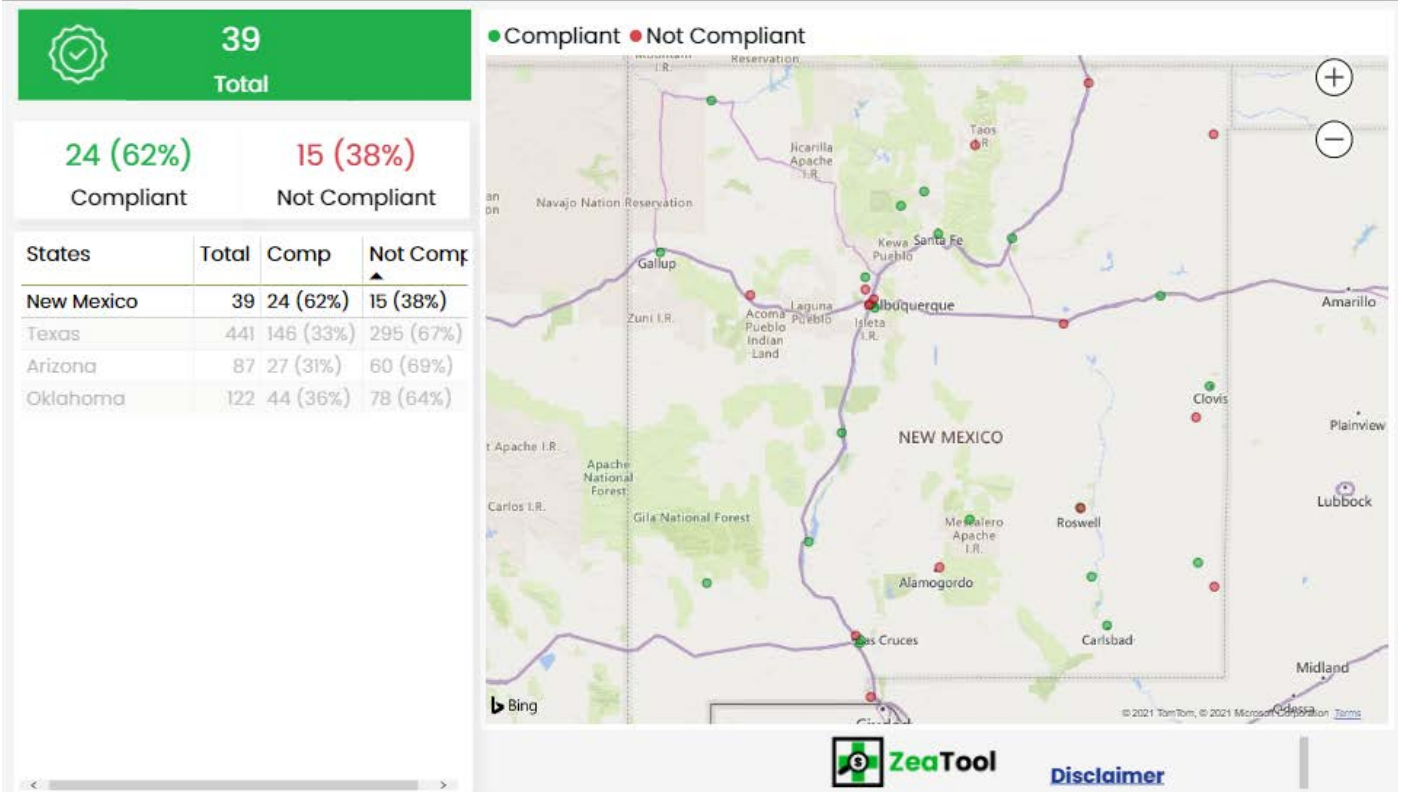 39
Total
24 (62%)
Compliant
15 (38%)
Not Compliant
States Total Comp Not Comp
New Mexico 39 24 (62%) 15 (38%)
Texas 441 146 (33%) 295 (67%)
Arizona 87 27 (31%) 60 (69%)
Oklahoma 122 44 (36%) 78 (64%)
Compliant Not Compliant
Reservation
I.R.
Taos
Jicarilla
Apache
I.R.
Navajo Nation Reservation
Kewa
Pueblo
Santa Fe
Gallup
Zuni I.R.
Acoma
Pueblo
Indian
Land
Laguna
Pueblo
Albuquerque
Isleta
I.R.
Amarillo
Clovis
Plainview
NEW MEXICO
t Apache I.R.
Apache
National
Forest
Carlos I.R.
Gila National Forest
Mescalero
Apache
I.R.
Roswell
Lubbock
Alamogordo
Las Cruces
Carlsbad
Midland
Odessa
Bing
© 2021 TomTom, © 2021 Microsoft Corporation Terms
ZeaTool
Disclaimer